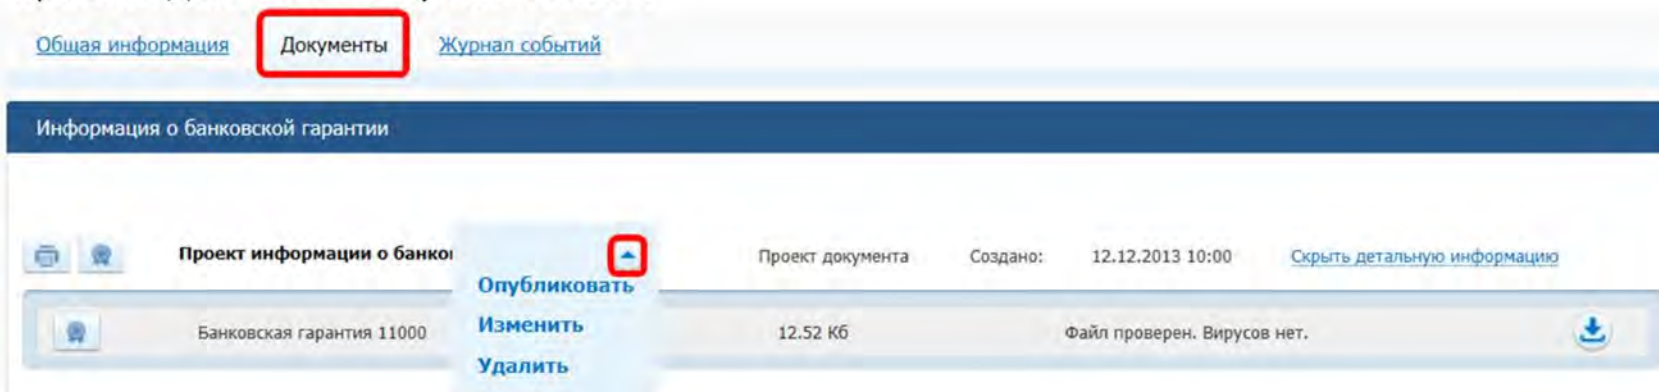 Общая информация Документы Журнал событий
Информация о банковской гарантии
Проект информации о Проект документа Создано: 12.12.2013 10:00 Скрыть детальную информацию
Опубликовать
Банковская гарантия 11000 Изменить 12.52 Кб Файл проверен. Вирусов нет.
Удалить